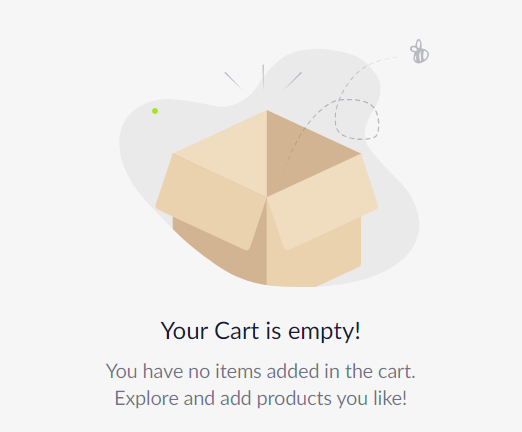 Your Cart is empty!
You have no items added in the cart.
Explore and add products you like!